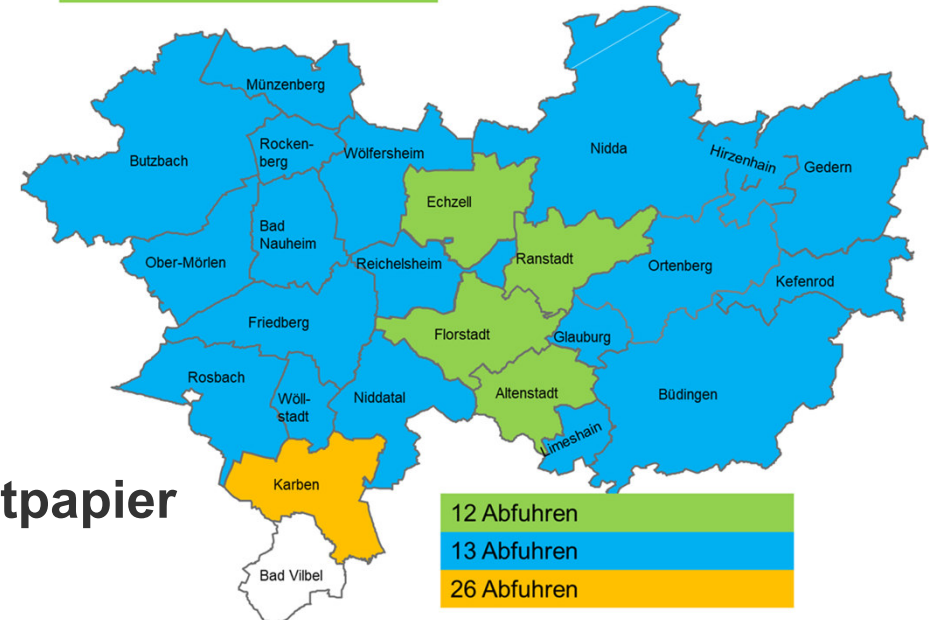 Münzenberg
Butzbach
Rocken-
berg
Wölfersheim
Nidda
Hirzenhain
Gedern
Echzell
Bad
Nauheim
Ober-Mörlen
Reichelsheim
Ranstadt
Ortenberg
Kefenrod
Friedberg
Florstadt
Glauburg
Rosbach
Wöll-
stadt
Niddatal
Altenstadt
Büdingen
Limeshain
Karben
tpapier
Bad Vilbel
12 Abfuhren
13 Abfuhren
26 Abfuhren